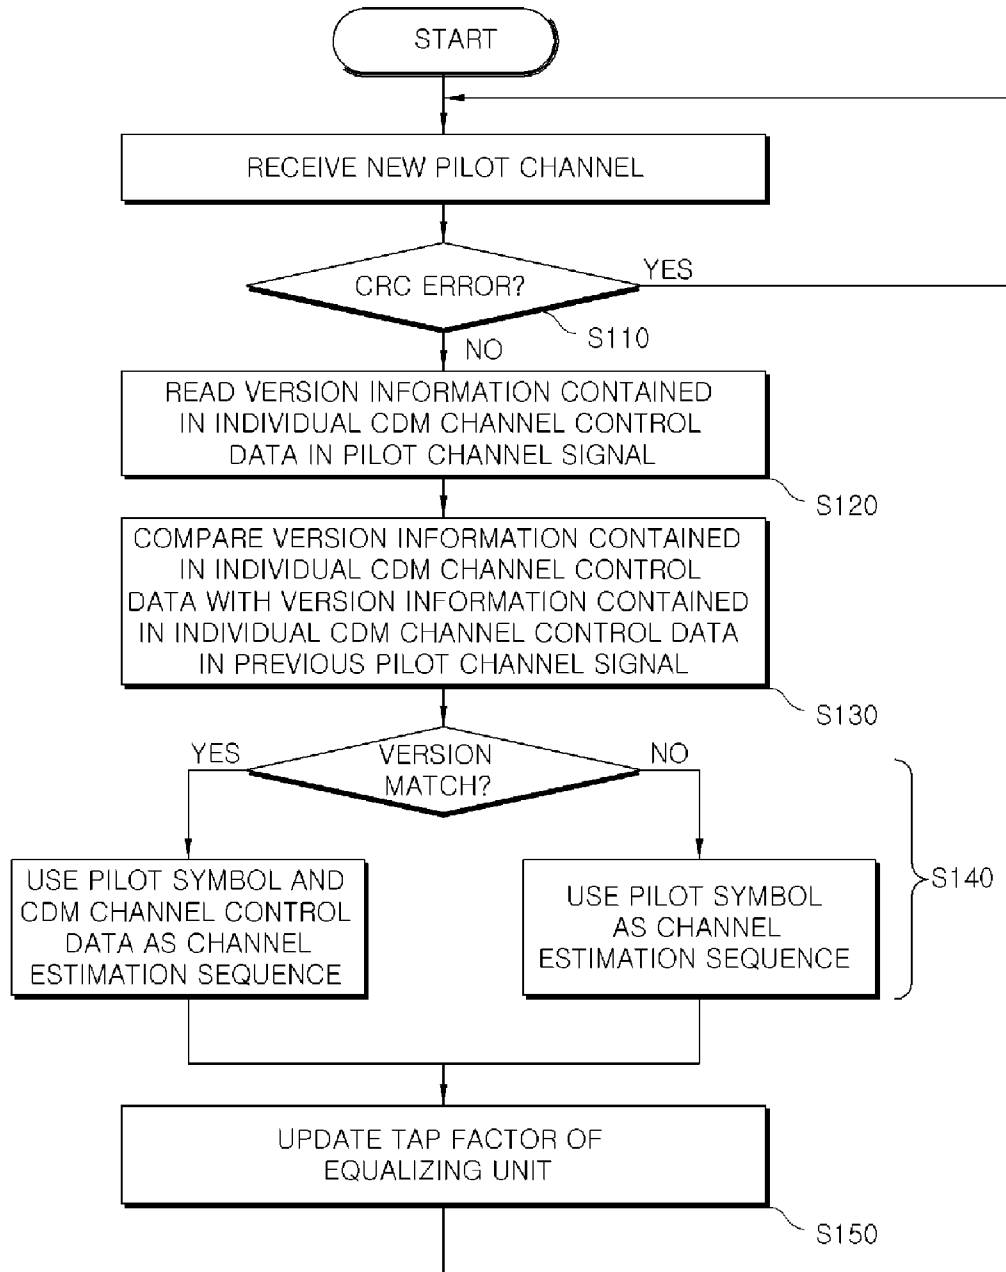 START
RECEIVE NEW PILOT CHANNEL
CRC ERROR?
YES
S110
NO
READ VERSION INFORMATION CONTAINED
IN INDIVIDUAL CDM CHANNEL CONTROL
DATA IN PILOT CHANNEL SIGNAL
S120
COMPARE VERSION INFORMATION CONTAINED
IN INDIVIDUAL CDM CHANNEL CONTROL
DATA WITH VERSION INFORMATION CONTAINED
IN INDIVIDUAL CDM CHANNEL CONTROL DATA
IN PREVIOUS PILOT CHANNEL SIGNAL
S130
YES
VERSION
MATCH?
NO
USE PILOT SYMBOL AND
CDM CHANNEL CONTROL
DATA AS CHANNEL
ESTIMATION SEQUENCE
USE PILOT SYMBOL
AS CHANNEL
ESTIMATION SEQUENCE
S140
UPDATE TAP FACTOR OF
EQUALIZING UNIT
S150